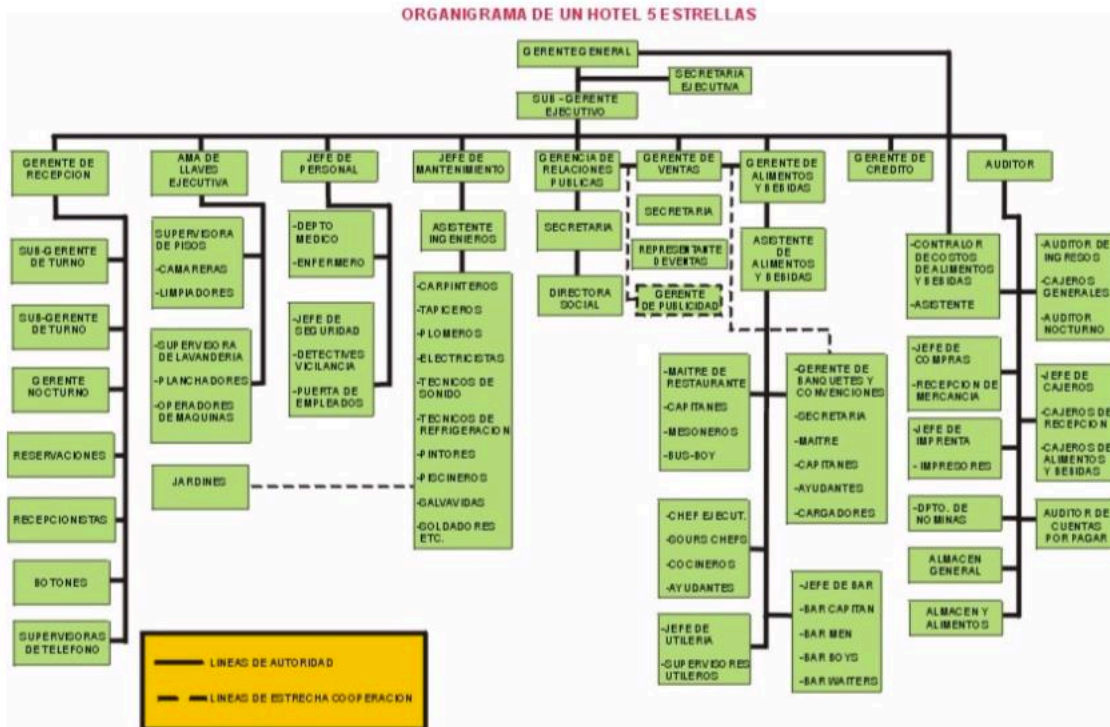 ORGANIGRAMA DE UN HOTEL 5 ESTRELLAS
GERENTE GENERAL
SECRETARIA
EJECUTIVA
SUB-GERENTE
EJECUTIVO
GERENTE DE
RECEPCION
AMA DE
LLAVES
EJECUTIVA
JEFE DE
PERSONAL
JEFE DE
MANTENIMIENTO
GERENCIA DE
RELACIONES
PUBLICAS
GERENTE DE
VENTAS
GERENTE DE
ALIMENTOS
Y BEBIDAS
GERENTE DE
CREDITO
AUDITOR
SUB-GERENTE
DE TURNO
SUB-GERENTE
DE TURNO
GERENTE
NOCTURNO
RESERVACIONES
RECEPCIONISTAS
BOTONES
SUPERVISORAS
DE TELEFONO
SUPERVISORA
DE PISOS
-CAMARERAS
-LIMPIADORES
-SUPERVISORA
DE LAVANDERIA
-PLANCHADORES
-OPERADORES
DE MAQUINAS
JARDINES
-DEPTO
MEDICO
-ENFERMERO
-JEFE DE
SEGURIDAD
-DETECTIVES
VIGILANCIA
-PUERTA DE
EMPLEADOS
ASISTENTE
INGENIEROS
-CARPINTEROS
-TAPICEROS
-PLOMEROS
-ELECTRICISTAS
-TECNICOS DE
SONIDO
-TECNICOS DE
REFRIGERACION
-PINTORES
-PISCINEROS
-SALVAVIDAS
-SOLDADORES
ETC.
SECRETARIA
DIRECTORA
SOCIAL
SECRETARIA
REPRESENTANTE
DE VENTAS
GERENTE
DE PUBLICIDAD
ASISTENTE
DE
ALIMENTOS
Y BEBIDAS
-MAITRE DE
RESTAURANTE
-CAPITANES
-MESONEROS
-BUS-BOY
-GERENTE DE
BANQUETES Y
CONVENCIONES
-SECRETARIA
-MAITRE
-CAPITANES
-AYUDANTES
-CARGADORES
-CHEF EJECUT.
-SOURS CHEFS
-COCINEROS
-AYUDANTES
-JEFE DE
UTILERIA
-SUPERVISORES
UTILEROS
-JEFE DE BAR
-BAR CAPITAN
-BAR MEN
-BAR BOYS
-BAR WAITERS
-CONTRALOR
DE COSTOS
DE ALIMENTOS
Y BEBIDAS
-ASISTENTE
-JEFE DE
COMPRAS
-RECEPCION DE
MERCANCIA
-JEFE DE
IMPRENTA
-IMPRESORES
-DPTO. DE
NOMINAS
ALMACEN
GENERAL
ALMACEN Y
ALIMENTOS
-AUDITOR DE
INGRESOS
-CAJEROS
GENERALES
-AUDITOR
NOCTURNO
-JEFE DE
CAJEROS
-CAJEROS DE
RECEPCION
-CAJEROS DE
ALIMENTOS
Y BEBIDAS
AUDITOR DE
CUENTAS
POR PAGAR
LINEAS DE AUTORIDAD
LINEAS DE ESTRECHA COOPERACION